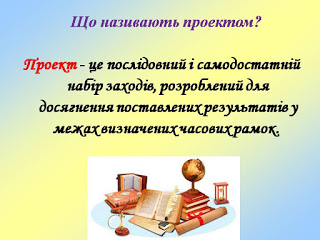 Що називають проектом?
Проект - це послідовний і самодостатній
набір заходів, розроблений для
досягнення поставлених результатів у
межах визначених часових рамок.